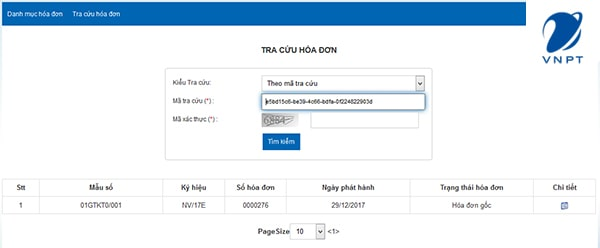 Danh mục hóa đơn Tra cứu hóa đơn
VNPT
TRA CỨU HÓA ĐƠN
Kiểu Tra cứu: Theo mã tra cứu
Mã tra cứu (*) : e5bd15c6-be39-4c66-bdfa-0f224822903d
Mã xác thực (*) : 6884
Tìm kiếm
Stt Mẫu số Ký hiệu Số hóa đơn Ngày phát hành Trạng thái hóa đơn Chi tiết
1 01GTKT0/001 NV/17E 0000276 29/12/2017 Hóa đơn gốc
PageSize 10 <1>